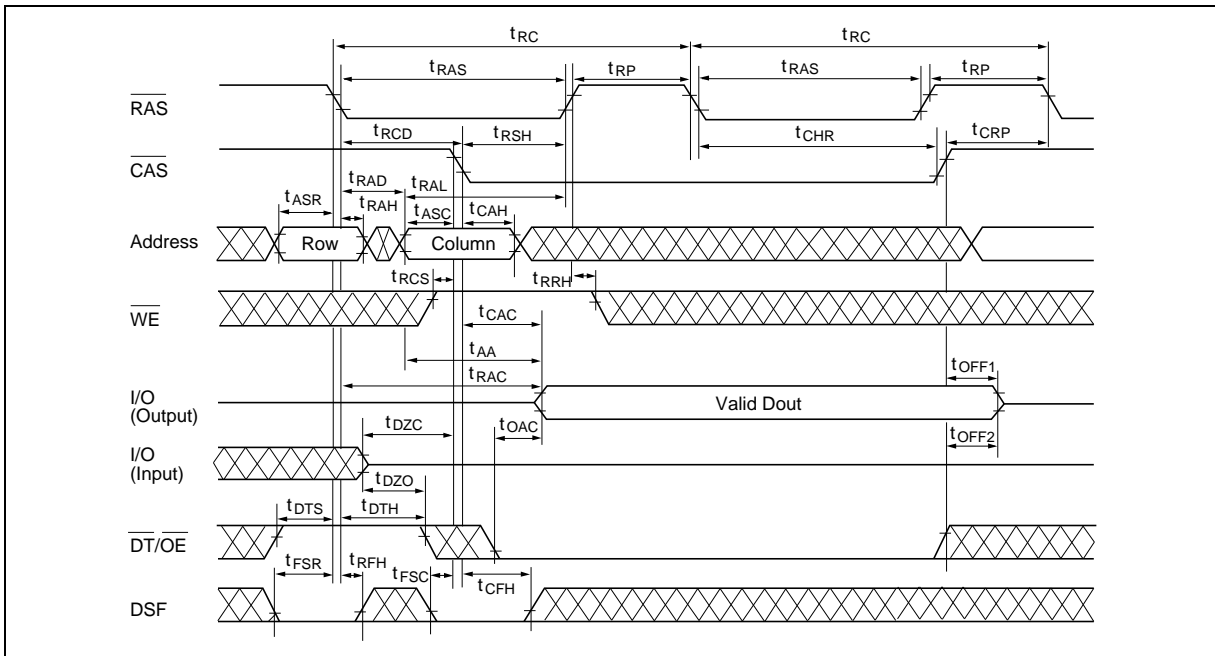 tRC tRC
tRAS tRP tRAS tRP
RAS
tRCD tRSH tCHR tCRP
CAS
tRAD tRAL
tASR tRAH tASC tCAH
Address Row Column
tRCS tRRH
WE
tCAC
tAA
tRAC tOFF1
I/O
(Output) Valid Dout
tDZC tOAC tOFF2
I/O
(Input)
tDZO
tDTS tDTH
DT/OE
tFSR tRFH tFSC tCFH
DSF